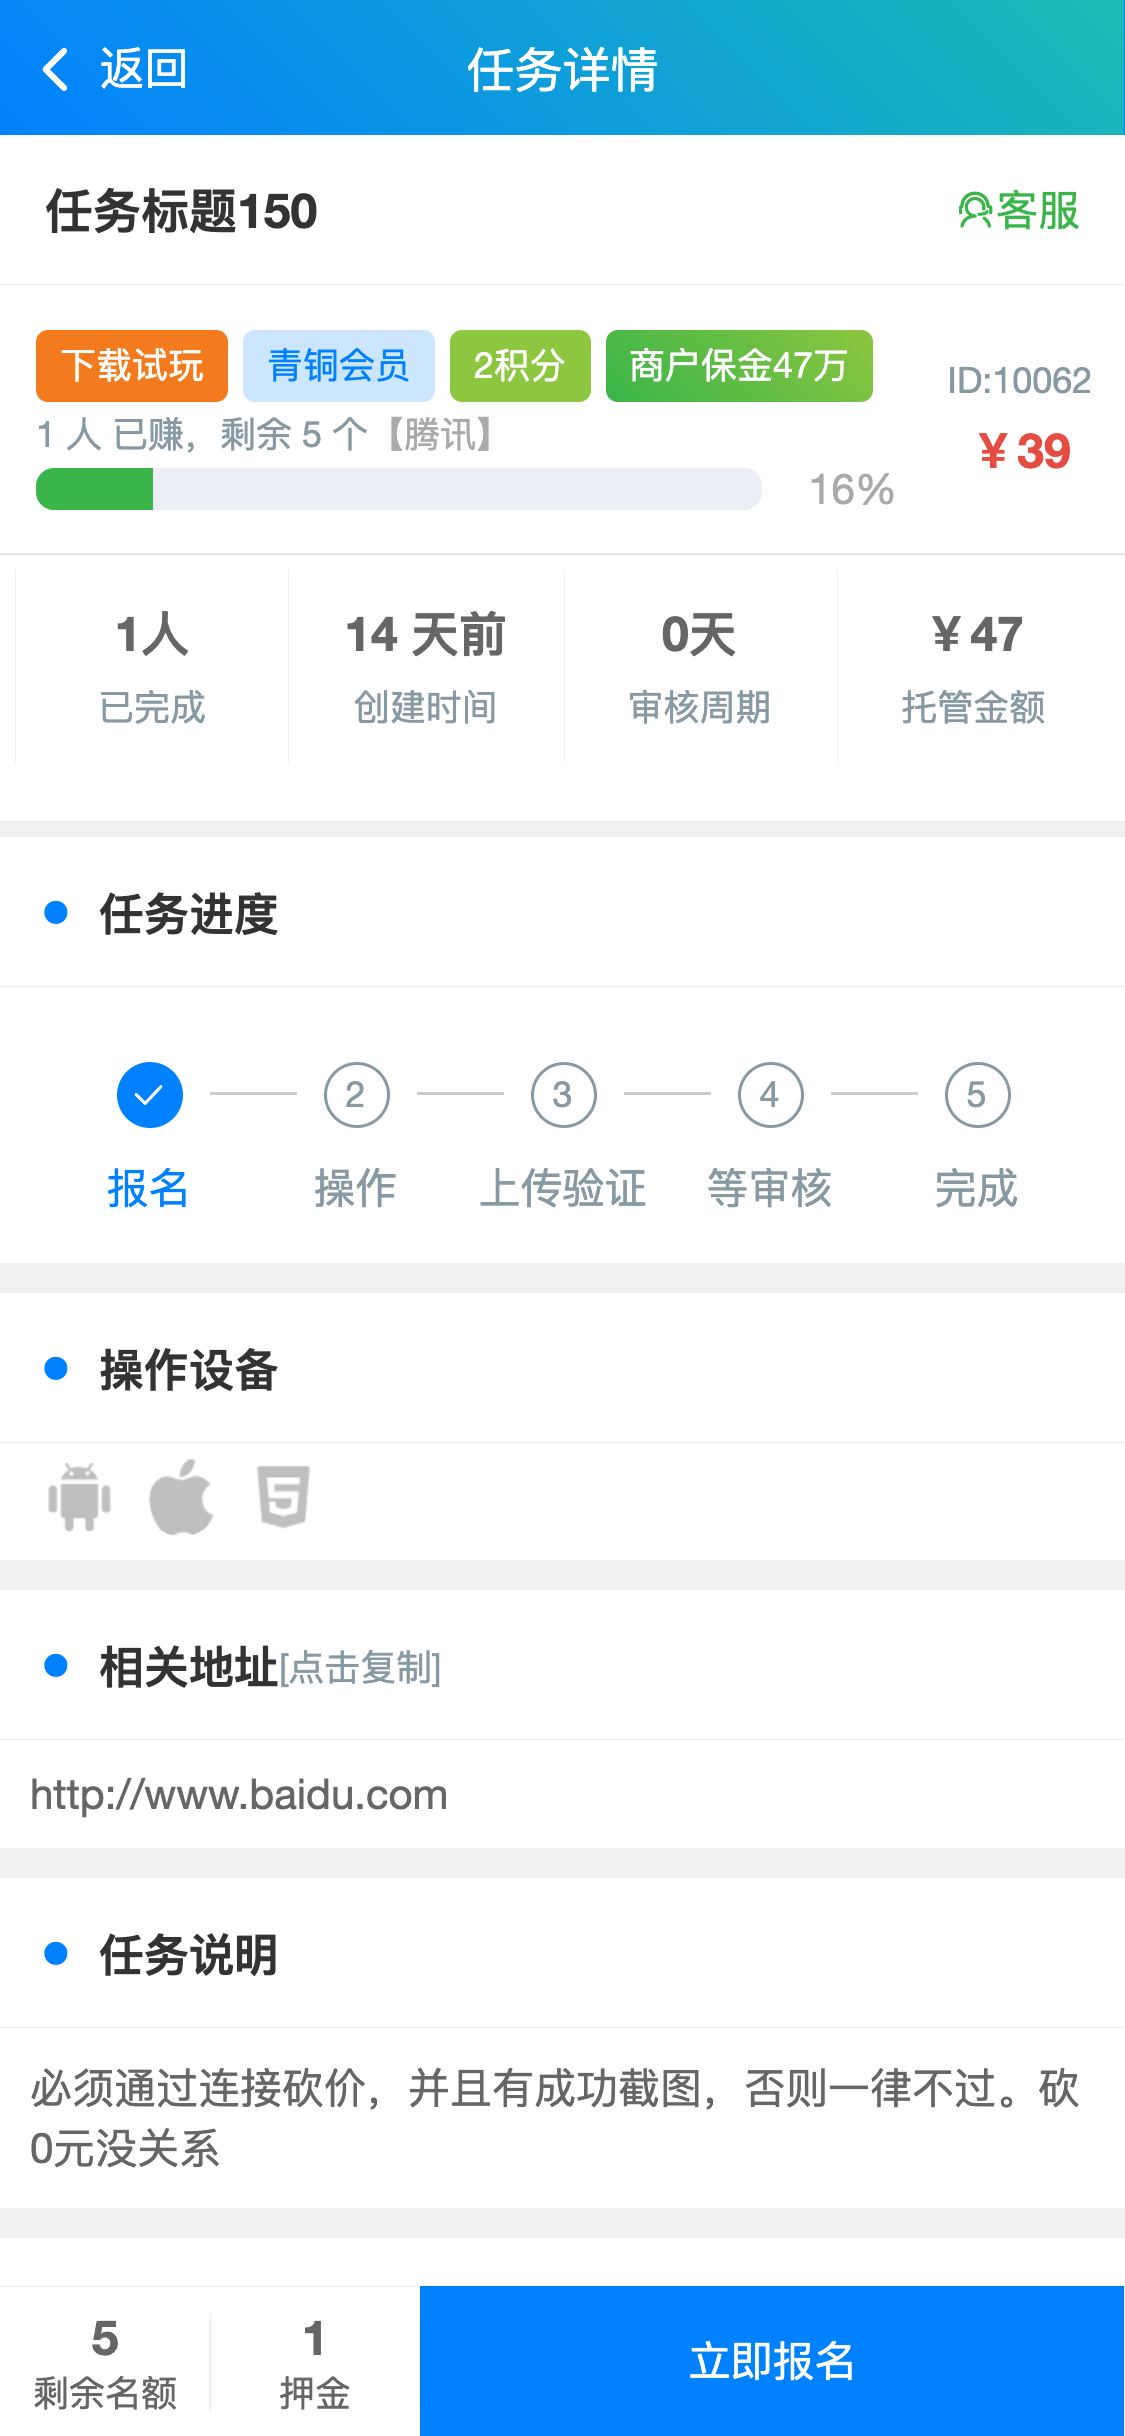 返回
任务详情
任务标题150
客服
下载试玩 青铜会员 2积分 商户保金47万
ID:10062
1 人 已赚，剩余 5 个【腾讯】
¥ 39
16%
1人 14 天前 0天 ¥ 47
已完成 创建时间 审核周期 托管金额
任务进度
2 3 4 5
报名 操作 上传验证 等审核 完成
操作设备
相关地址[点击复制]
http://www.baidu.com
任务说明
必须通过连接砍价，并且有成功截图，否则一律不过。砍
0元没关系
5 1
剩余名额 押金
立即报名